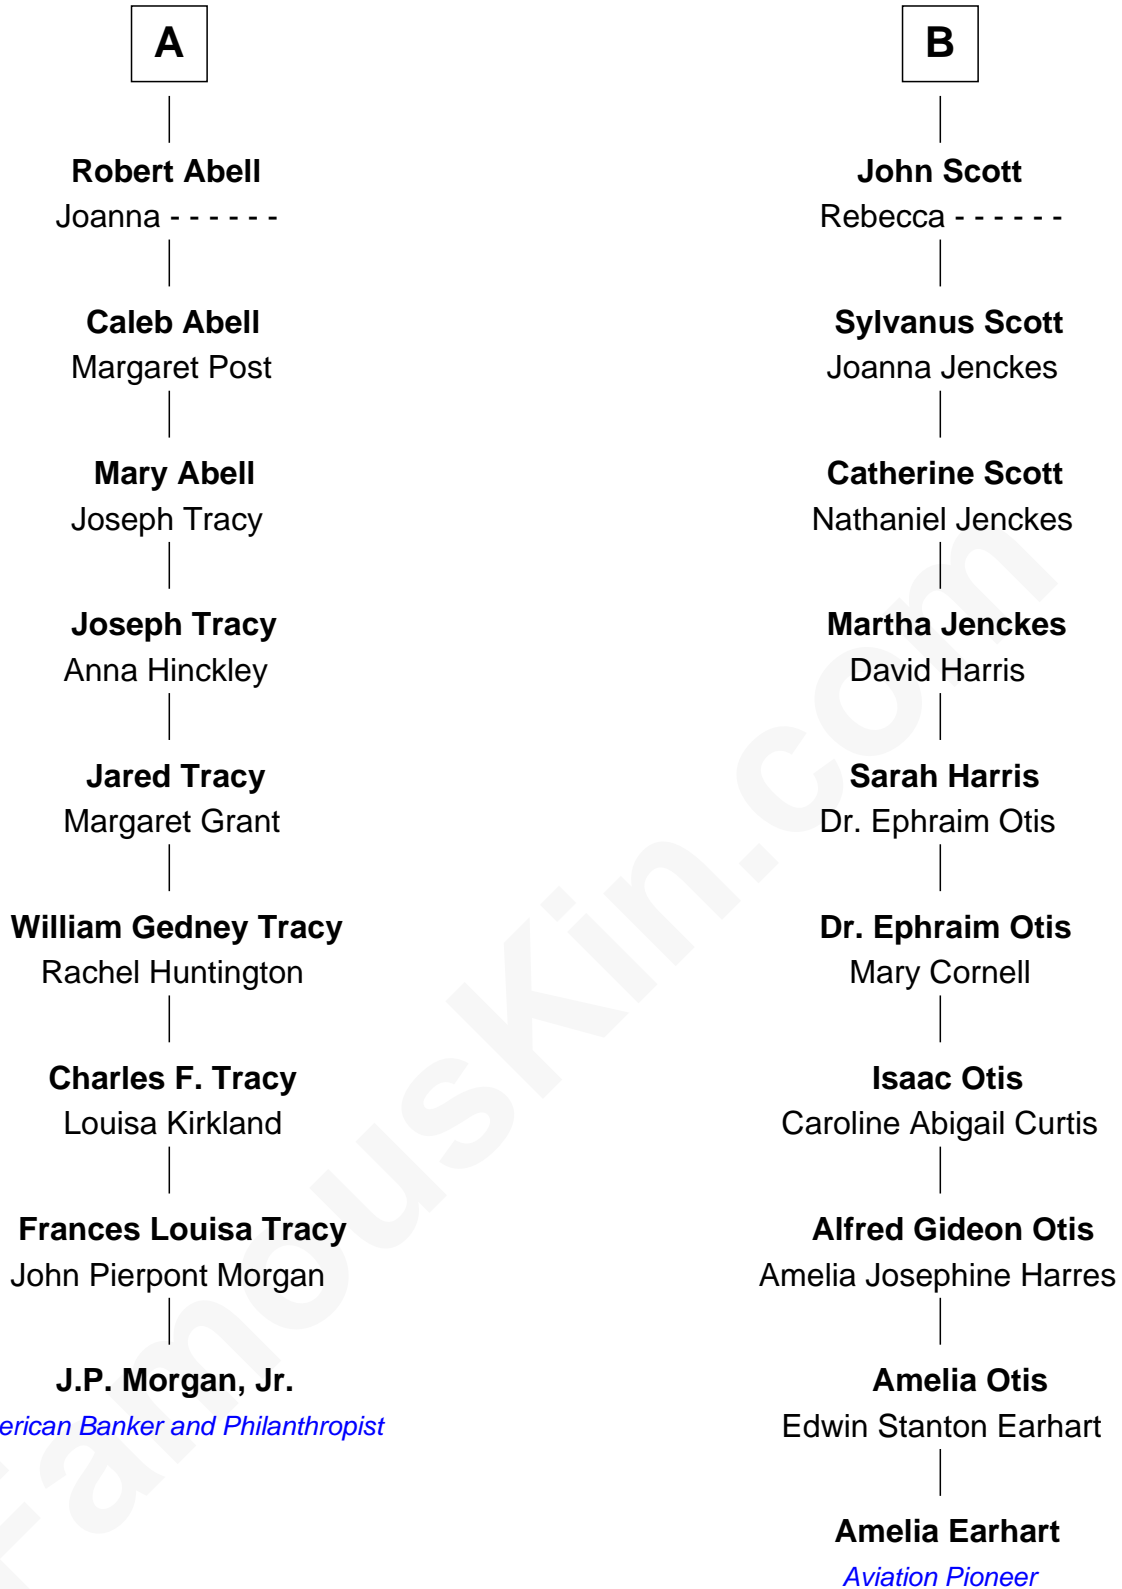 A
Robert Abell
Joanna - - - - - -
Caleb Abell
Margaret Post
Mary Abell
Joseph Tracy
Joseph Tracy
Anna Hinckley
Jared Tracy
Margaret Grant
William Gedney Tracy
Rachel Huntington
Charles F. Tracy
Louisa Kirkland
Frances Louisa Tracy
John Pierpont Morgan
J.P. Morgan, Jr.
erican Banker and Philanthropist
B
John Scott
Rebecca - - - - - -
Sylvanus Scott
Joanna Jenckes
Catherine Scott
Nathaniel Jenckes
Martha Jenckes
David Harris
Sarah Harris
Dr. Ephraim Otis
Dr. Ephraim Otis
Mary Cornell
Isaac Otis
Caroline Abigail Curtis
Alfred Gideon Otis
Amelia Josephine Harres
Amelia Otis
Edwin Stanton Earhart
Amelia Earhart
Aviation Pioneer
FamousKin.com